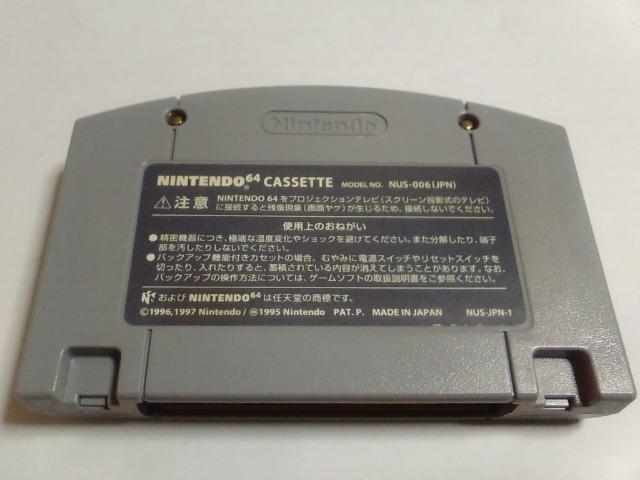 Nintendo
NINTENDO64 CASSETTE MODEL NO. NUS-006(JPN)
⚠注意 NINTENDO 64をプロジェクションテレビ(スクリーン投影式のテレビ)
に接続すると残像現象(画面ヤケ)が生じるため、接続しないでください。
使用上のおねがい
●精密機器につき、極端な温度変化やショックを避けてください。また分解したり、端子
部を汚したりしないでください。
●バックアップ機能付きカセットの場合、むやみに電源スイッチやリセットスイッチを
切ったり、入れたりすると、蓄積されている内容が消えてしまうことがあります。なお、
バックアップの操作方法については、ゲームソフトの取扱説明書をご参照ください。
および NINTENDO64は任天堂の商標です。
©1996,1997 Nintendo/Ⓜ1995 Nintendo PAT. P. MADE IN JAPAN NUS-JPN-1